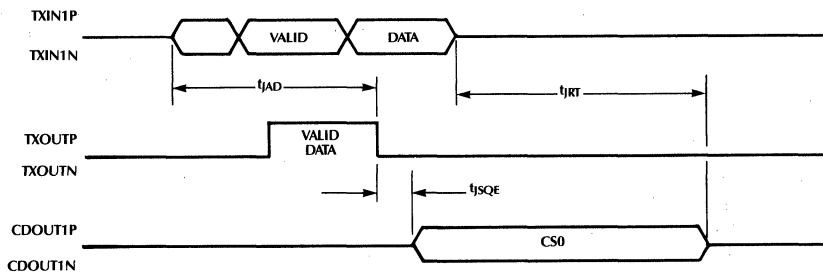 TXIN1P
TXIN1N
VALID
DATA
tJAD
tJRT
TXOUTP
TXOUTN
VALID
DATA
tJSQE
CDOUT1P
CDOUT1N
CS0